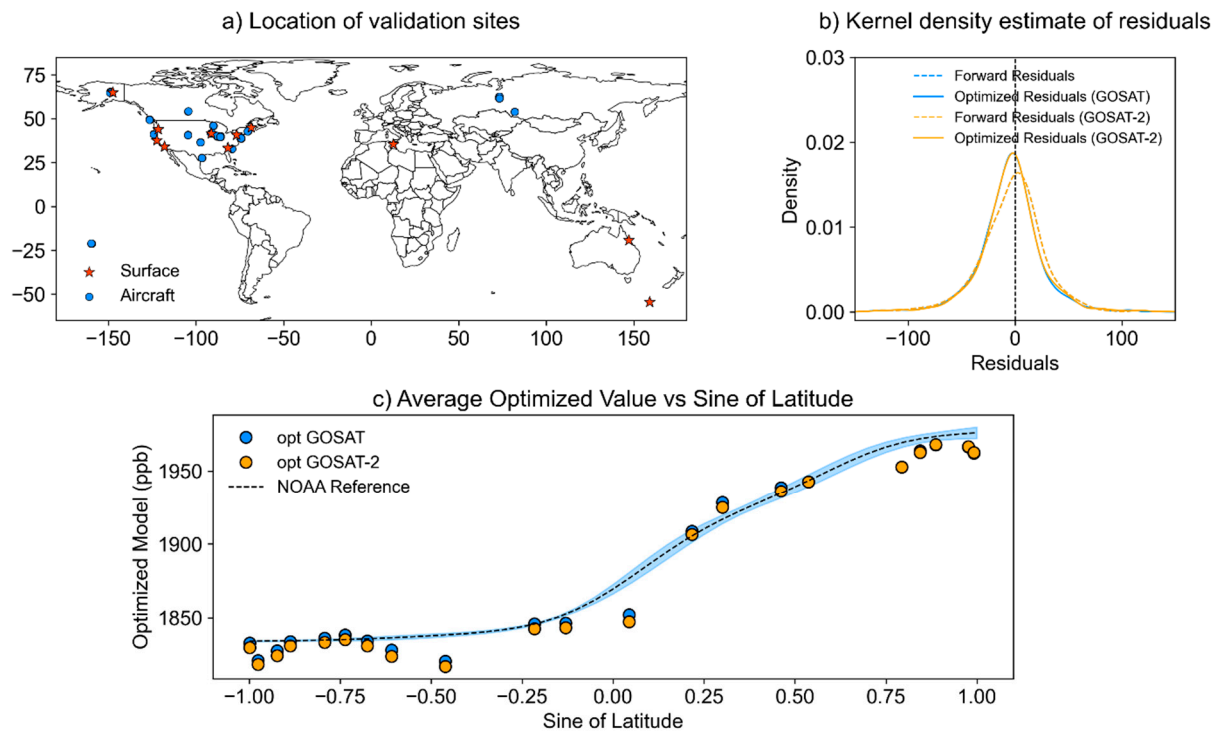 a) Location of validation sites
75
50
25
0
−25
−50
Surface
Aircraft
−150
−100
−50
0
50
100
150
b) Kernel density estimate of residuals
0.03
0.02
0.01
0.00
Density
Forward Residuals
Optimized Residuals (GOSAT)
Forward Residuals (GOSAT-2)
Optimized Residuals (GOSAT-2)
−100
0
100
Residuals
c) Average Optimized Value vs Sine of Latitude
Optimized Model (ppb)
1950
1900
1850
opt GOSAT
opt GOSAT-2
NOAA Reference
−1.00
−0.75
−0.50
−0.25
0.00
0.25
0.50
0.75
1.00
Sine of Latitude